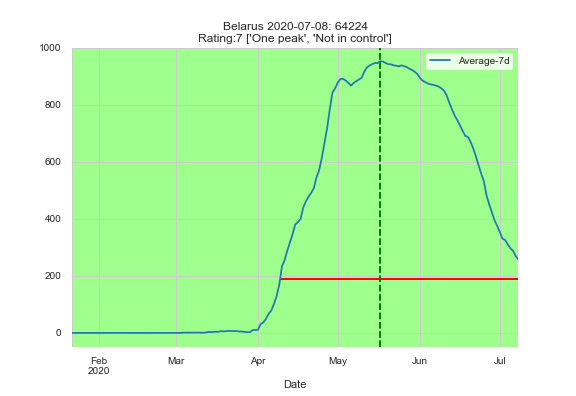 Belarus 2020-07-08: 64224
Rating:7 ['One peak', 'Not in control']
Average-7d
1000
800
600
400
200
0
Feb
2020
Mar
Apr
May
Jun
Jul
Date